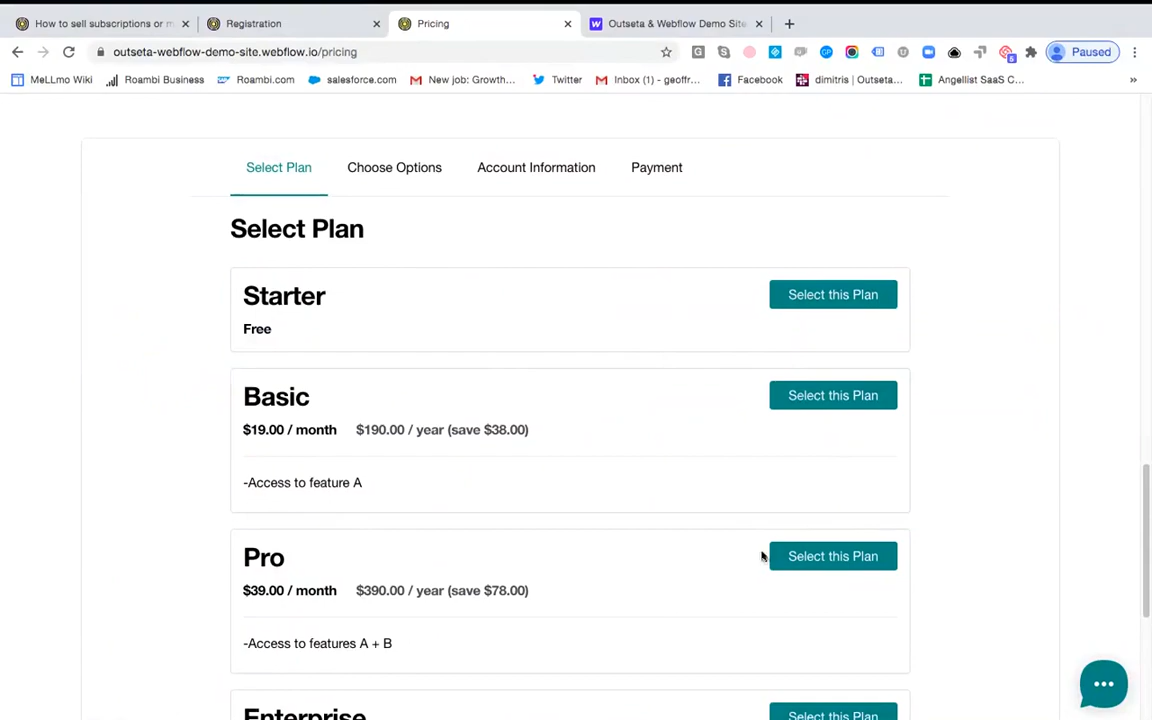 How to sell subscriptions or m
Registration
Pricing
Outseta & Webflow Demo Site
outseta-webflow-demo-site.webflow.io/pricing
Paused
MeLLmo Wiki
Roambi Business
Roambi.com
salesforce.com
New job: Growth...
Twitter
Inbox (1) - geoffr...
Facebook
dimitris | Outseta...
Angellist SaaS C...
Select Plan
Choose Options
Account Information
Payment
Select Plan
Starter
Select this Plan
Free
Basic
Select this Plan
$19.00 / month
$190.00 / year (save $38.00)
-Access to feature A
Pro
Select this Plan
$39.00 / month
$390.00 / year (save $78.00)
-Access to features A + B
Enterprise
Select this Plan